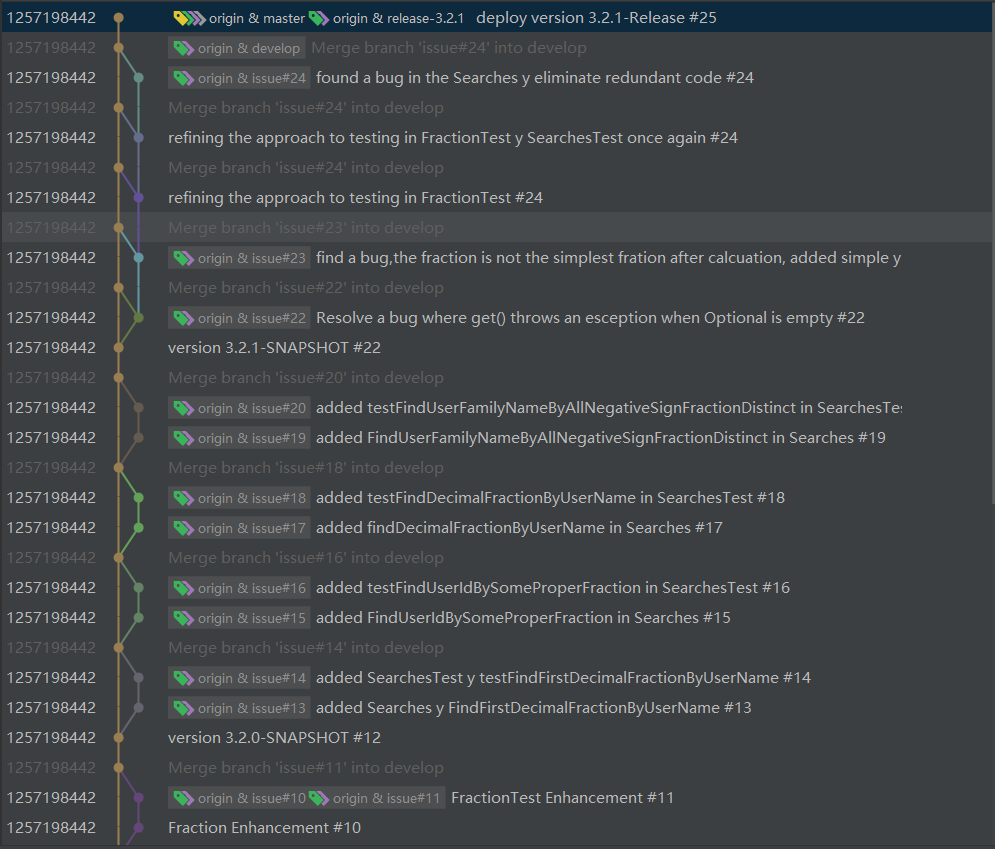 1257198442 origin & master origin & release-3.2.1 deploy version 3.2.1-Release #25
1257198442 origin & develop Merge branch 'issue#24' into develop
1257198442 origin & issue#24 found a bug in the Searches y eliminate redundant code #24
1257198442 Merge branch 'issue#24' into develop
1257198442 refining the approach to testing in FractionTest y SearchesTest once again #24
1257198442 Merge branch 'issue#24' into develop
1257198442 refining the approach to testing in FractionTest #24
1257198442 Merge branch 'issue#23' into develop
1257198442 origin & issue#23 find a bug,the fraction is not the simplest fration after calcuation, added simple y
1257198442 Merge branch 'issue#22' into develop
1257198442 origin & issue#22 Resolve a bug where get() throws an esception when Optional is empty #22
1257198442 version 3.2.1-SNAPSHOT #22
1257198442 Merge branch 'issue#20' into develop
1257198442 origin & issue#20 added testFindUserFamilyNameByAllNegativeSignFractionDistinct in SearchesTes
1257198442 origin & issue#19 added FindUserFamilyNameByAllNegativeSignFractionDistinct in Searches #19
1257198442 Merge branch 'issue#18' into develop
1257198442 origin & issue#18 added testFindDecimalFractionByUserName in SearchesTest #18
1257198442 origin & issue#17 added findDecimalFractionByUserName in Searches #17
1257198442 Merge branch 'issue#16' into develop
1257198442 origin & issue#16 added testFindUserIdBySomeProperFraction in SearchesTest #16
1257198442 origin & issue#15 added FindUserIdBySomeProperFraction in Searches #15
1257198442 Merge branch 'issue#14' into develop
1257198442 origin & issue#14 added SearchesTest y testFindFirstDecimalFractionByUserName #14
1257198442 origin & issue#13 added Searches y FindFirstDecimalFractionByUserName #13
1257198442 version 3.2.0-SNAPSHOT #12
1257198442 Merge branch 'issue#11' into develop
1257198442 origin & issue#10 origin & issue#11 FractionTest Enhancement #11
1257198442 Fraction Enhancement #10